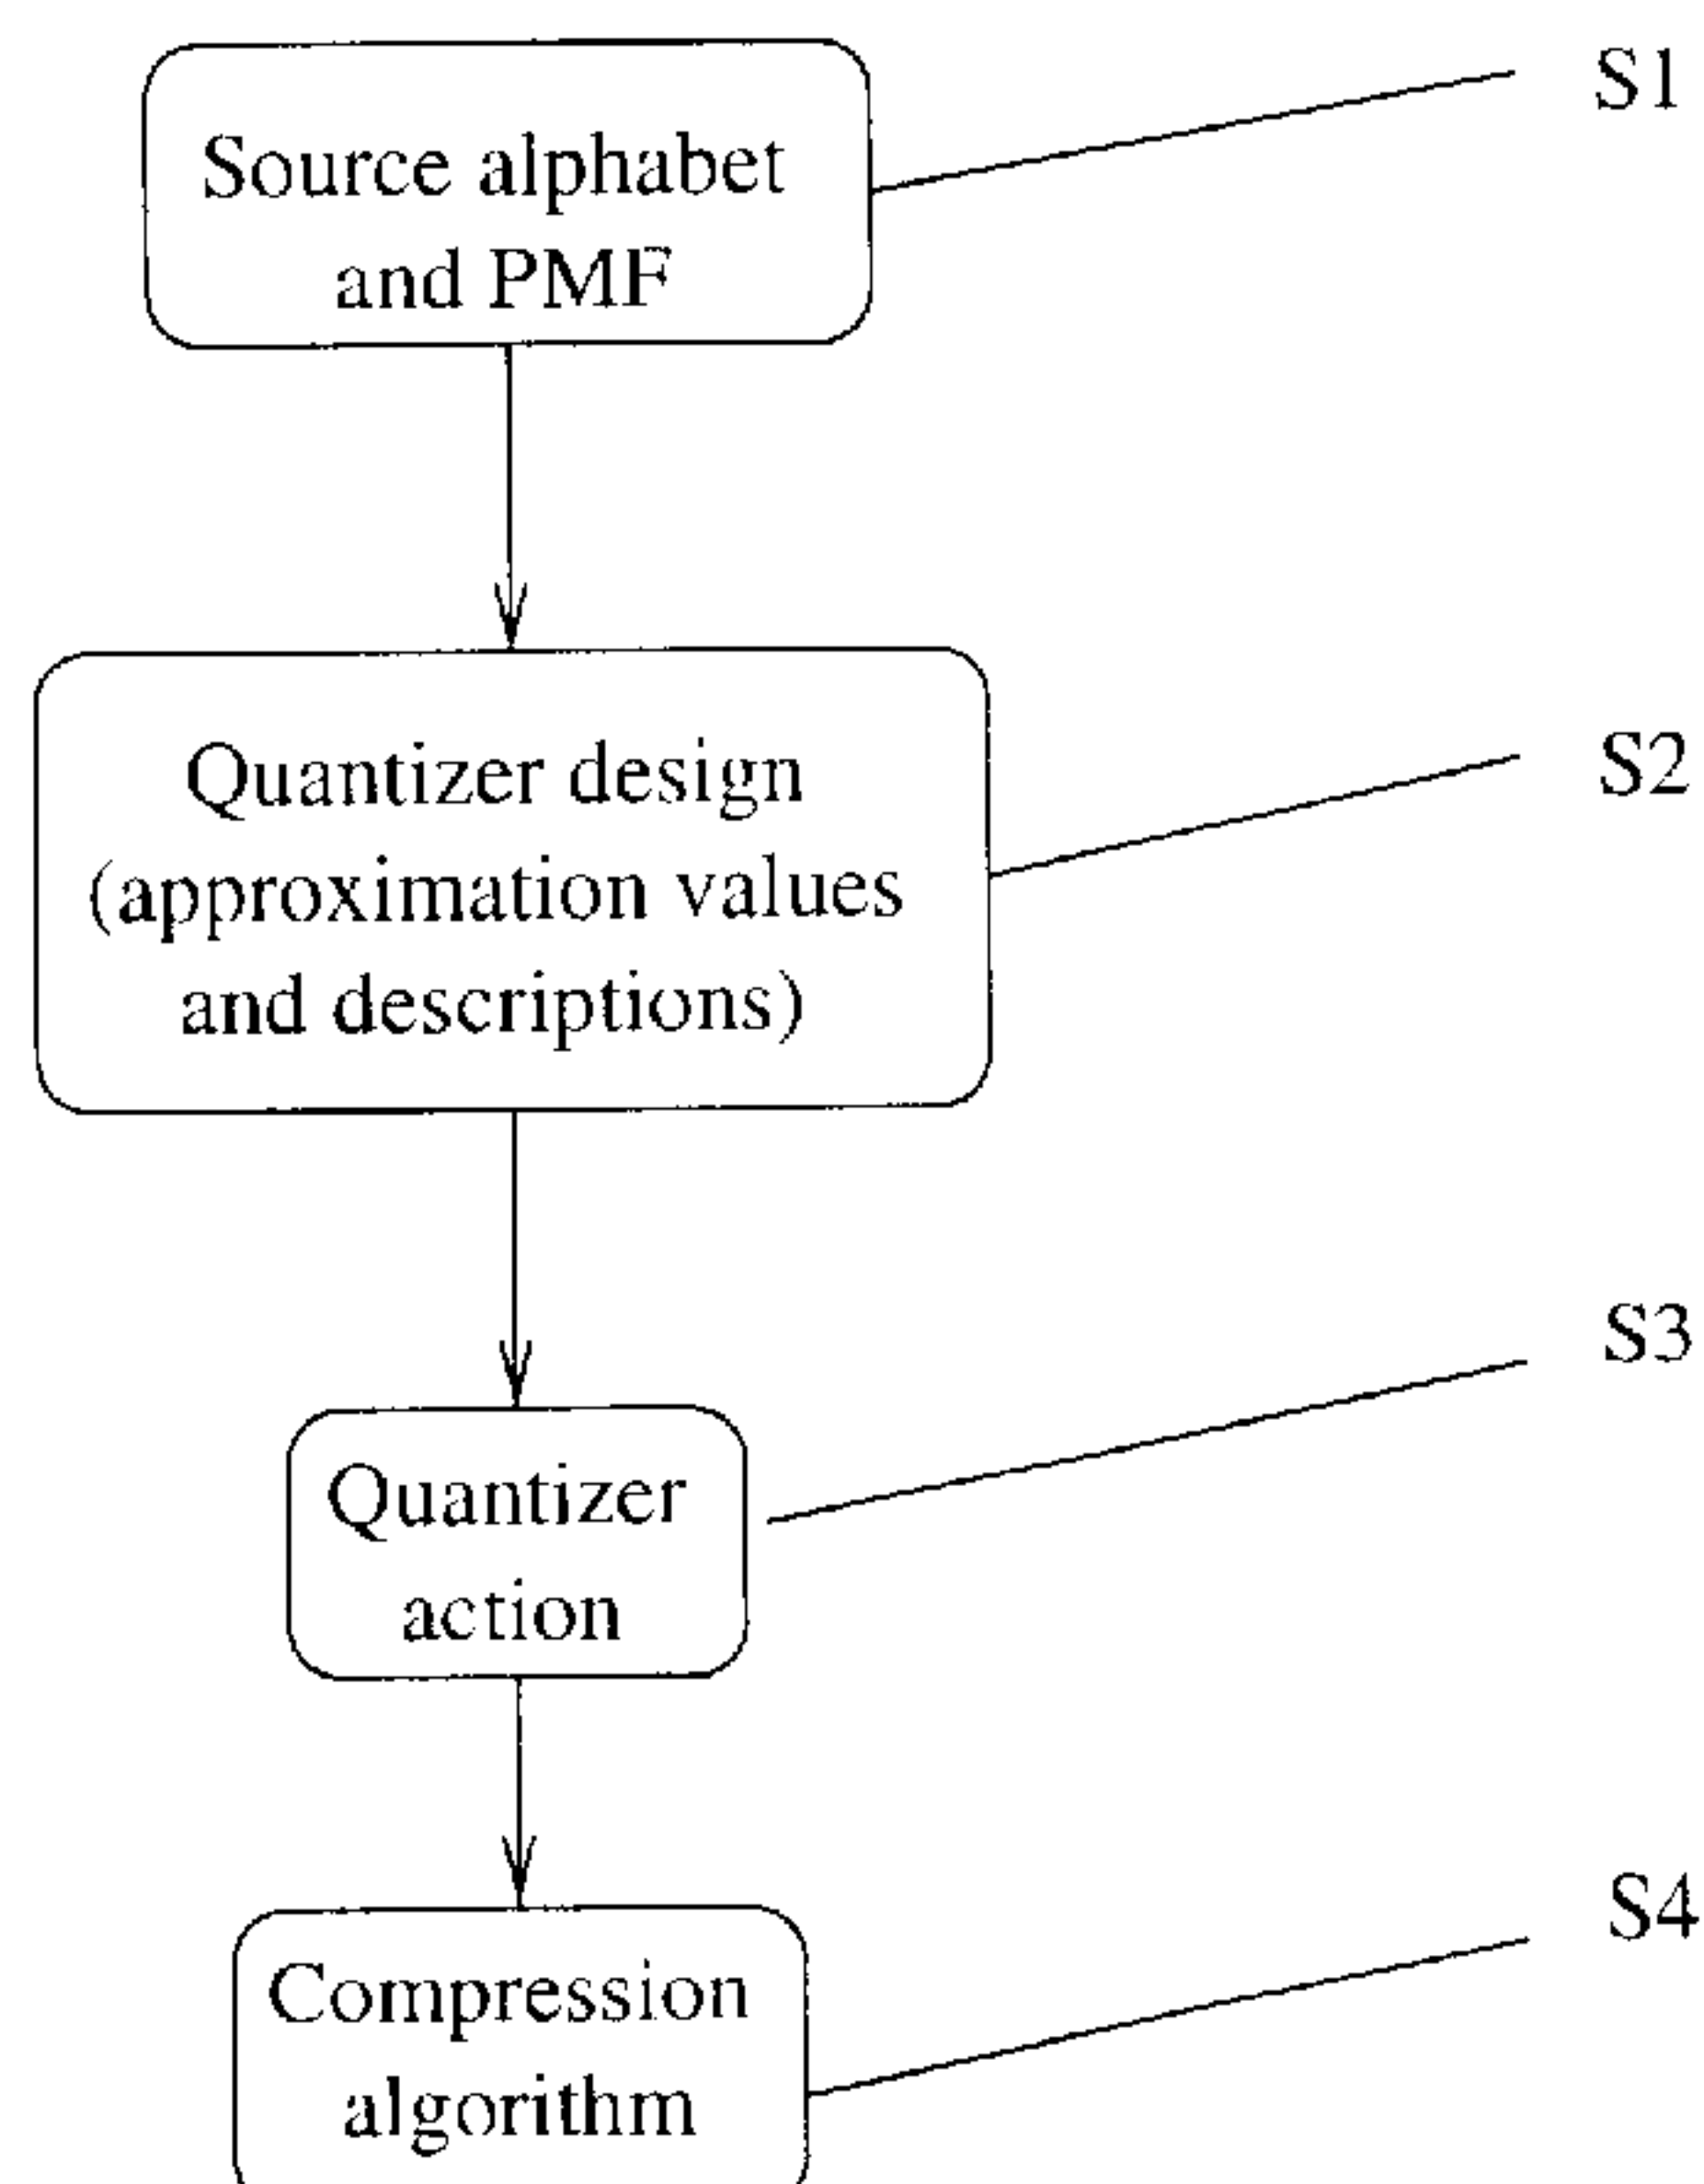 S1
Source alphabet
and PMF
S2
Quantizer design
(approximation values
and descriptions)
S3
Quantizer
action
S4
Compression
algorithm